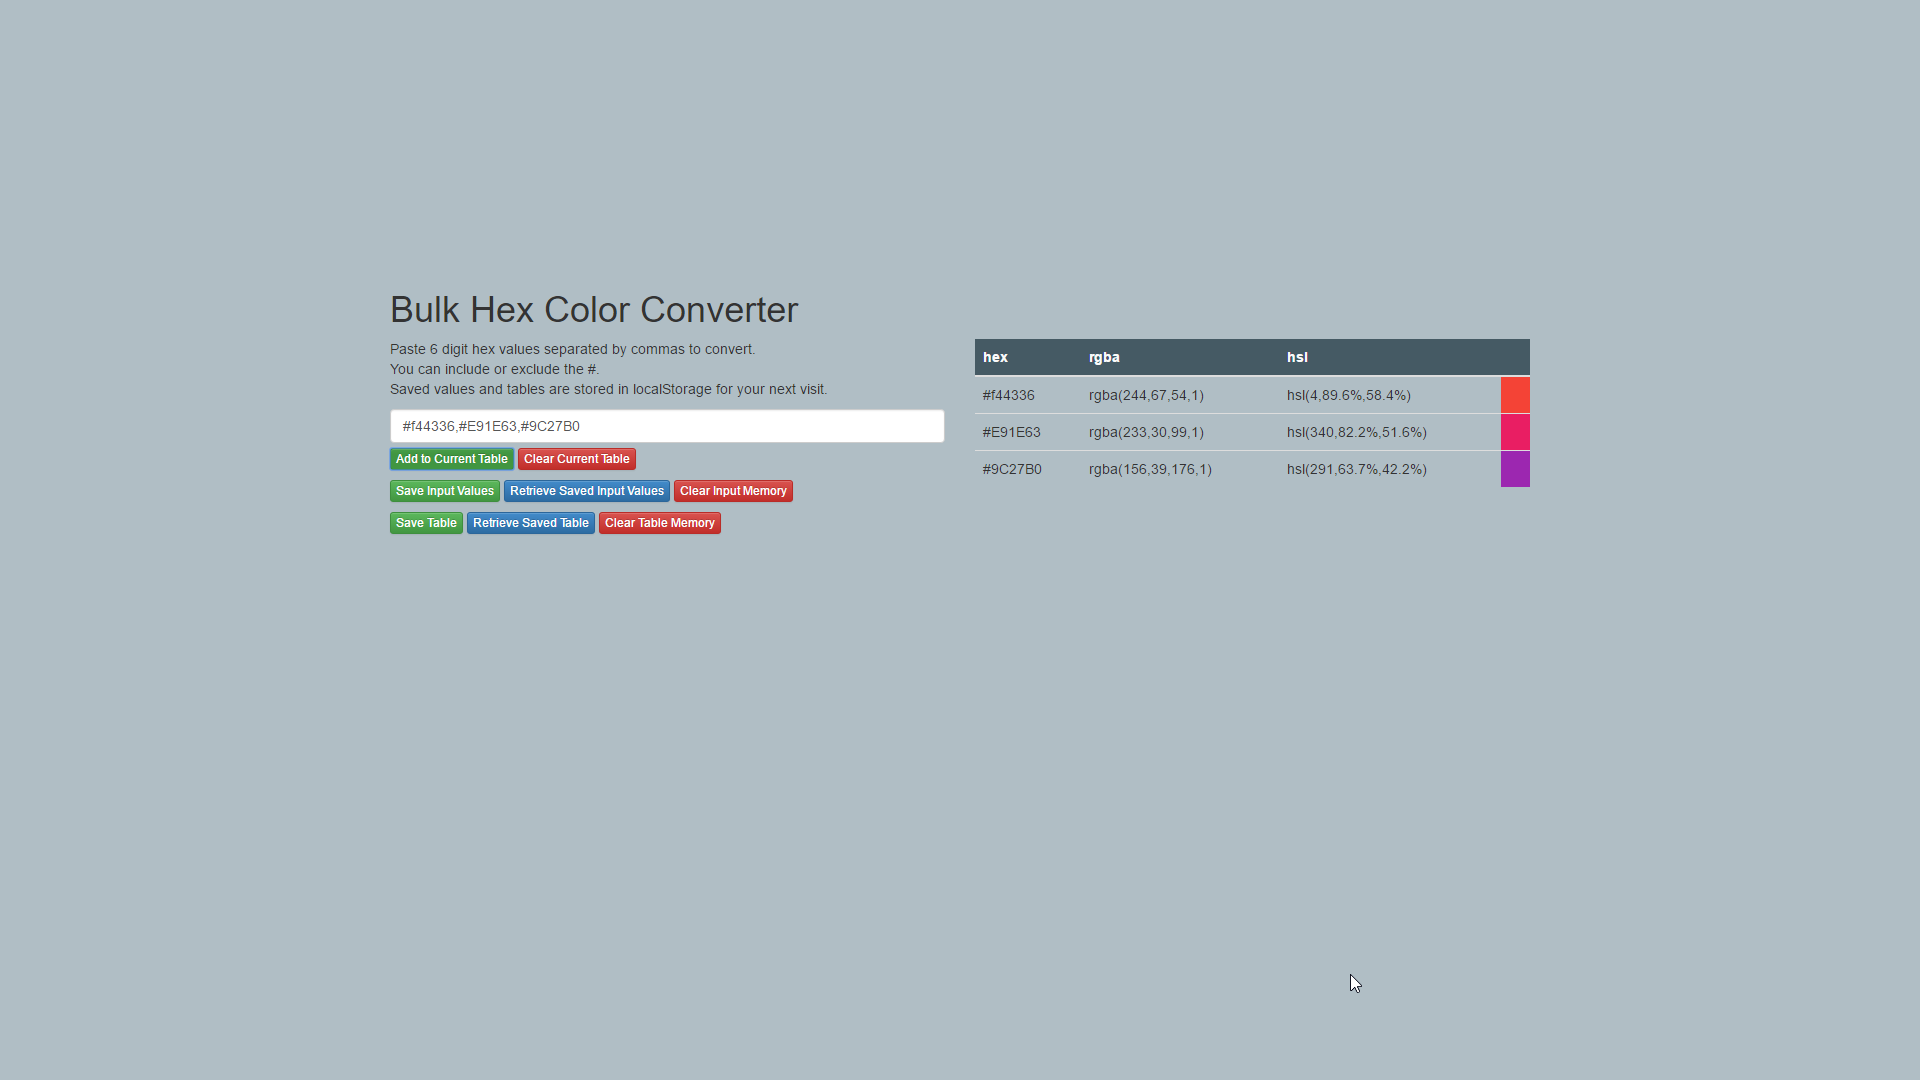 Bulk Hex Color Converter
Paste 6 digit hex values separated by commas to convert.
You can include or exclude the #.
Saved values and tables are stored in localStorage for your next visit.
#f44336,#E91E63,#9C27B0
Add to Current Table Clear Current Table
Save Input Values Retrieve Saved Input Values Clear Input Memory
Save Table Retrieve Saved Table Clear Table Memory
hex rgba hsl
#f44336 rgba(244,67,54,1) hsl(4,89.6%,58.4%)
#E91E63 rgba(233,30,99,1) hsl(340,82.2%,51.6%)
#9C27B0 rgba(156,39,176,1) hsl(291,63.7%,42.2%)